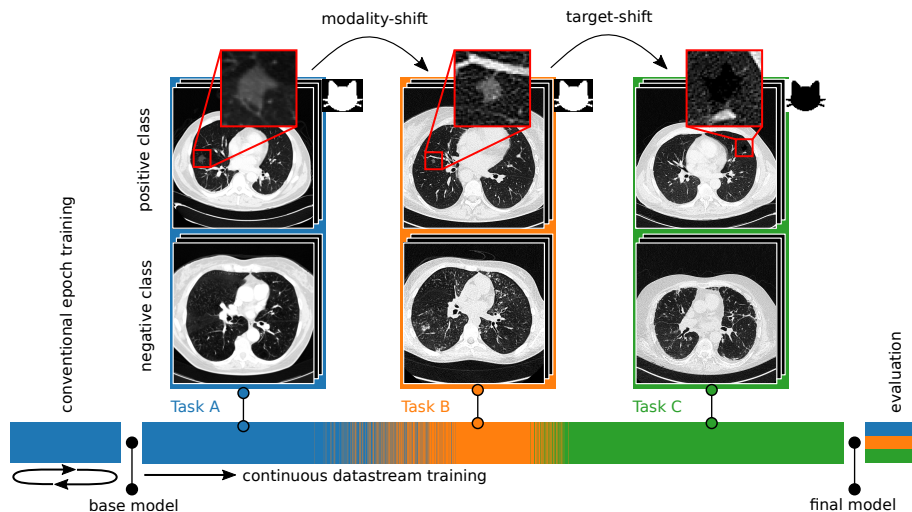 modality-shift
target-shift
positive class
negative class
conventional epoch training
Task A
Task B
Task C
evaluation
continuous datastream training
base model
final model